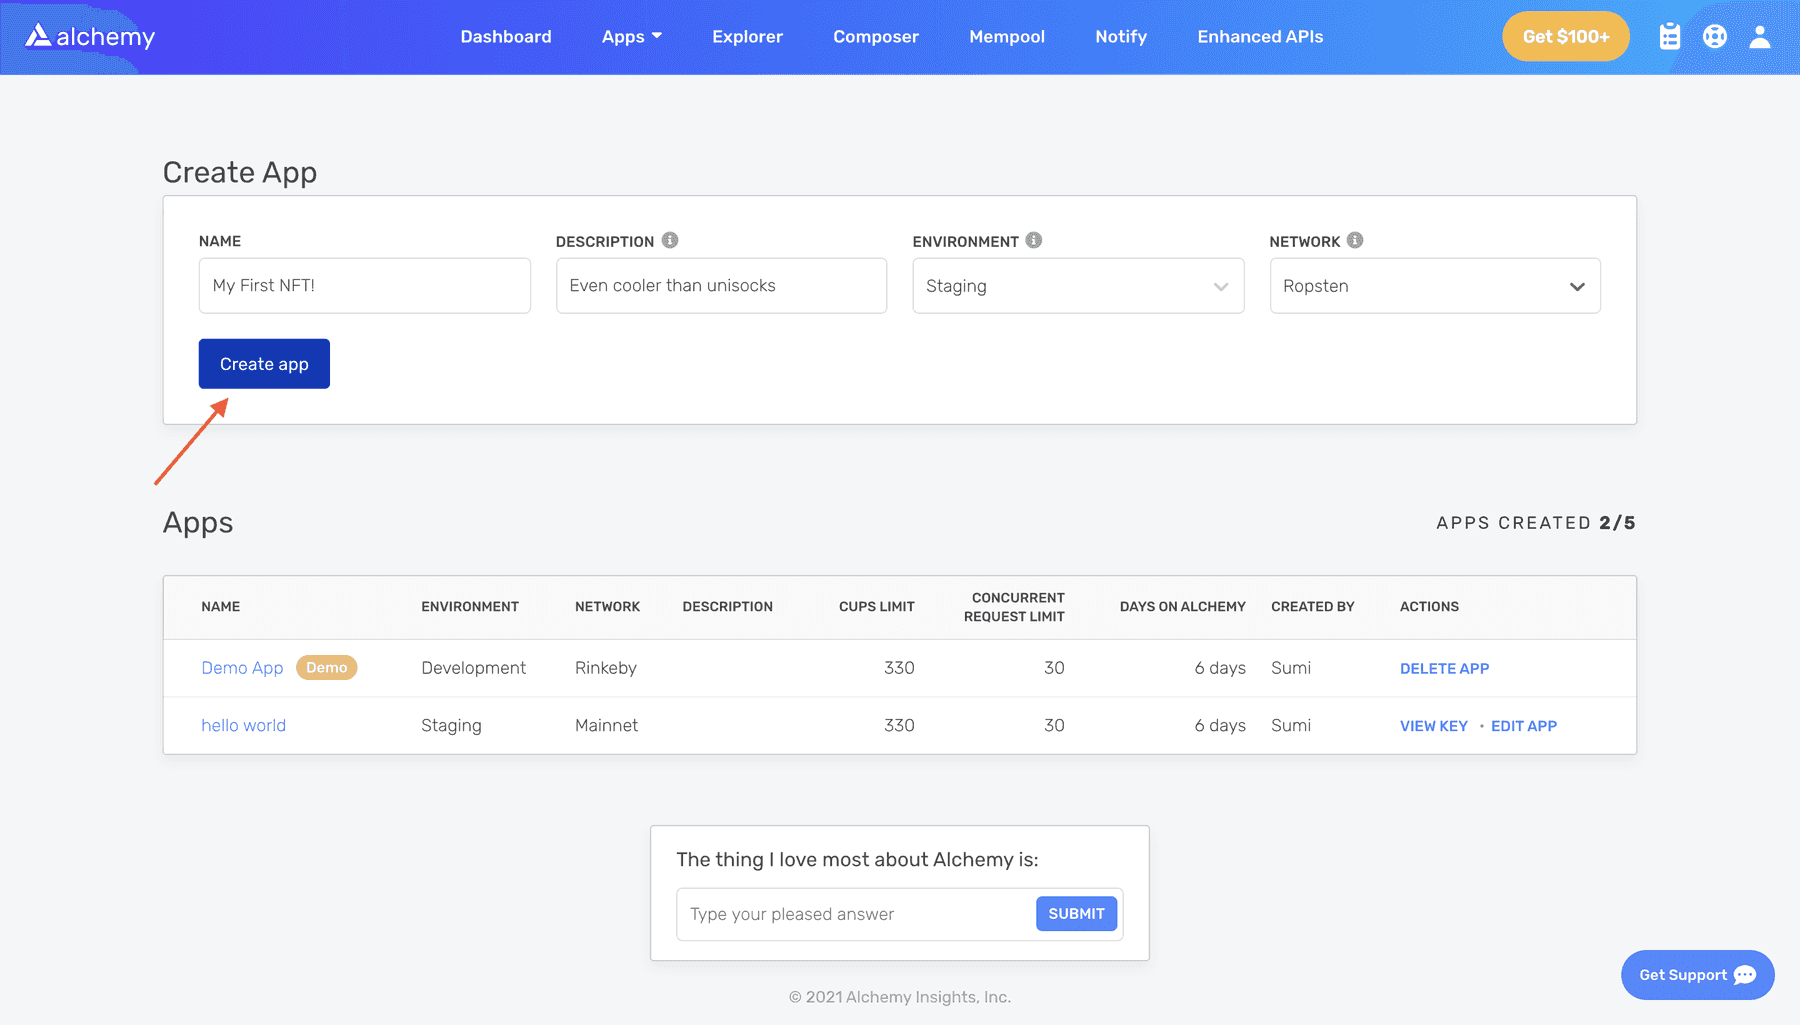 alchemy
Dashboard Apps Explorer Composer Mempool Notify Enhanced APIs Get $100+
Create App
NAME DESCRIPTION ENVIRONMENT NETWORK
My First NFT! Even cooler than unisocks Staging Ropsten
Create app
Apps APPS CREATED 2/5
NAME ENVIRONMENT NETWORK DESCRIPTION CUPS LIMIT CONCURRENT REQUEST LIMIT DAYS ON ALCHEMY CREATED BY ACTIONS
Demo App Demo Development Rinkeby 330 30 6 days Sumi DELETE APP
hello world Staging Mainnet 330 30 6 days Sumi VIEW KEY · EDIT APP
The thing I love most about Alchemy is:
Type your pleased answer SUBMIT
Get Support
© 2021 Alchemy Insights, Inc.